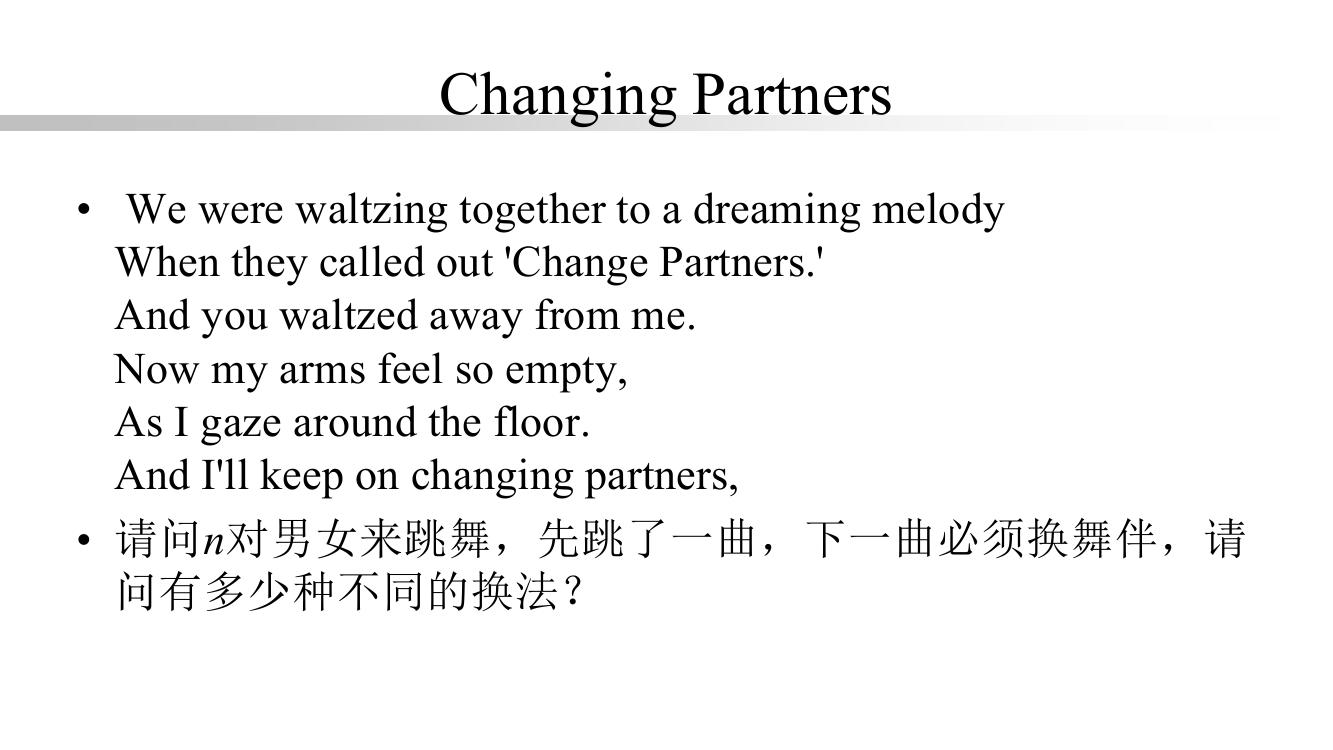 Changing Partners
• We were waltzing together to a dreaming melody
When they called out 'Change Partners.'
And you waltzed away from me.
Now my arms feel so empty,
As I gaze around the floor.
And I'll keep on changing partners,
• 请问n对男女来跳舞，先跳了一曲，下一曲必须换舞伴，请
问有多少种不同的换法？